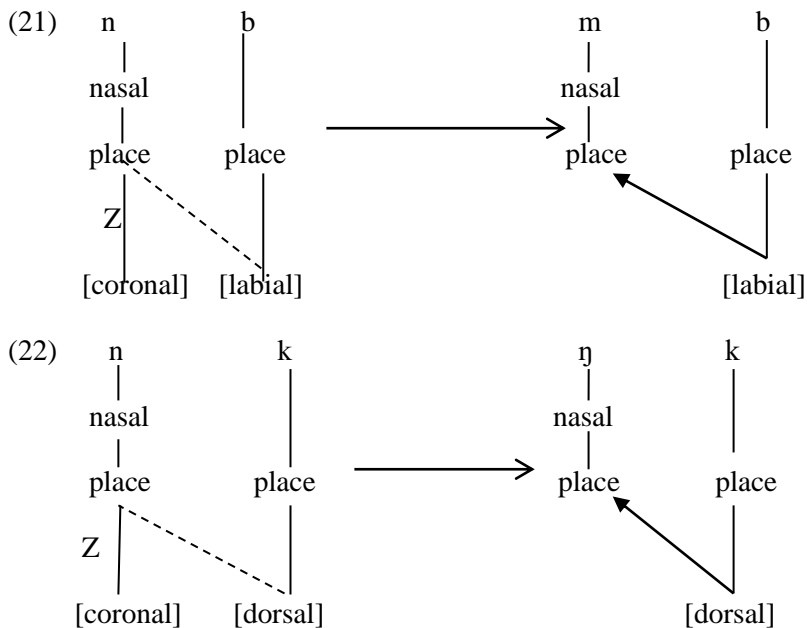 (21) n b m b
nasal nasal
place place place place
Z
[coronal] [labial] [labial]
(22) n k ŋ k
nasal nasal
place place place place
Z
[coronal] [dorsal] [dorsal]